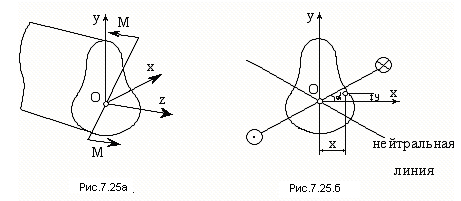 y
M
x
O
z
M
Рис.7.25а .
y
O
α
x
y
x
нейтральная
линия
Рис.7.25.б